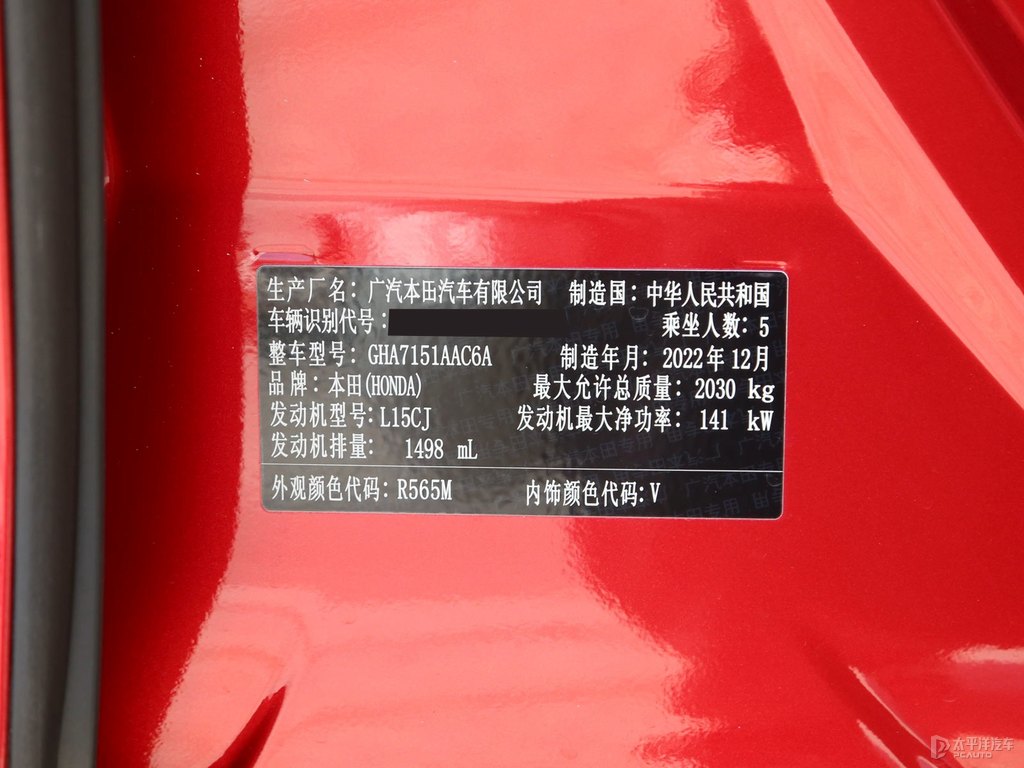 生产厂名：广汽本田汽车有限公司 制造国：中华人民共和国
车辆识别代号： 乘坐人数：5
整车型号：GHA7151AAC6A 制造年月：2022年12月
品牌：本田(HONDA) 最大允许总质量：2030 kg
发动机型号：L15CJ 发动机最大净功率：141 kW
发动机排量：1498 mL
外观颜色代码：R565M 内饰颜色代码：V
太平洋汽车
PCAUTO